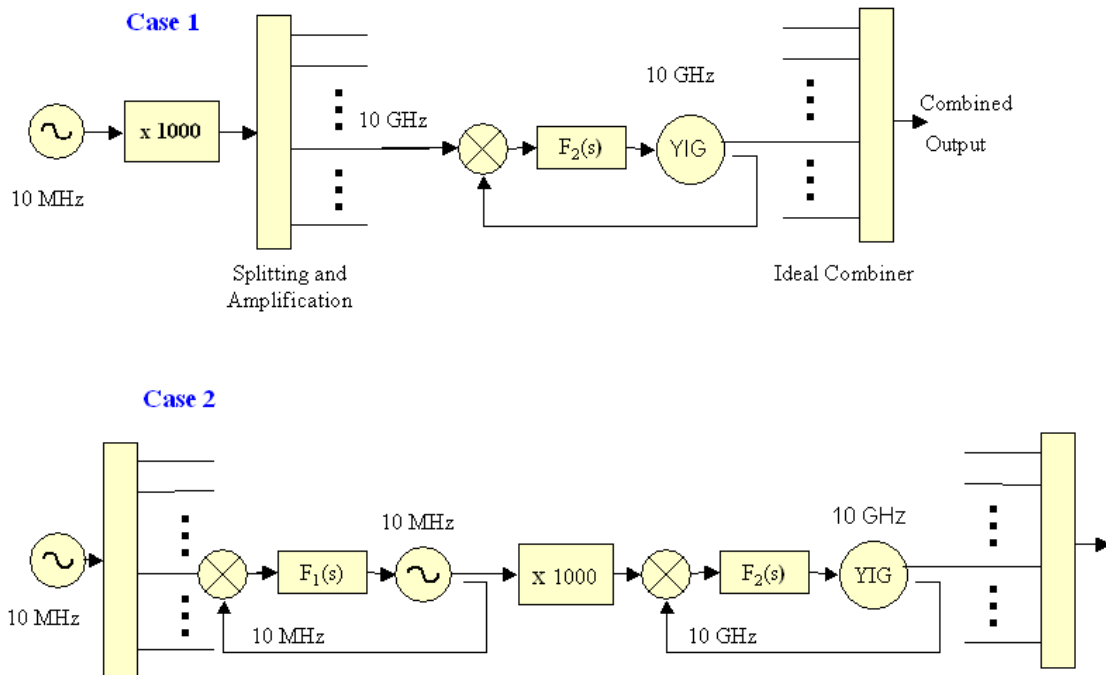 Case 1
10 GHz
10 GHz
x 1000
F₂(s)
YIG
Combined
Output
10 MHz
Splitting and
Amplification
Ideal Combiner
Case 2
10 MHz
10 GHz
F₁(s)
x 1000
F₂(s)
YIG
10 MHz
10 MHz
10 GHz